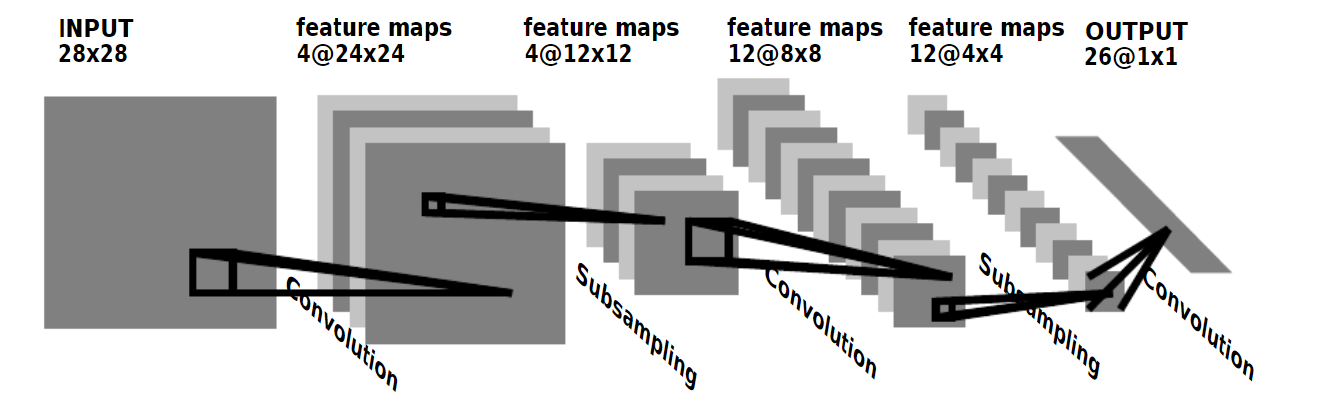 INPUT
28x28
feature maps
4@24x24
feature maps
4@12x12
feature maps
12@8x8
feature maps
12@4x4
OUTPUT
26@1x1
Convolution
Subsampling
Convolution
Subsampling
Convolution